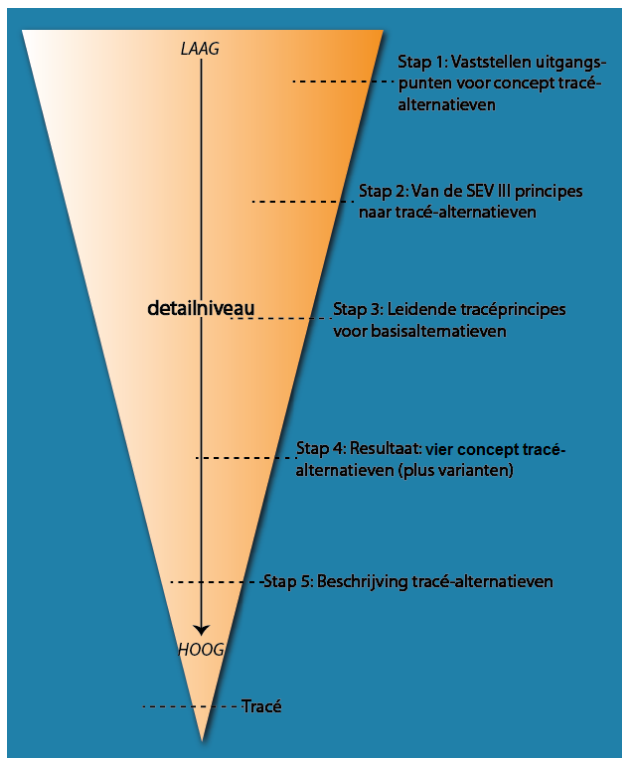 LAAG
Stap 1: Vaststellen uitgangs-
punten voor concept tracé-
alternatieven
Stap 2: Van de SEV III principes
naar tracé-alternatieven
detailniveau
Stap 3: Leidende tracéprincipes
voor basisalternatieven
Stap 4: Resultaat: vier concept tracé-
alternatieven (plus varianten)
Stap 5: Beschrijving tracé-alternatieven
HOOG
Tracé